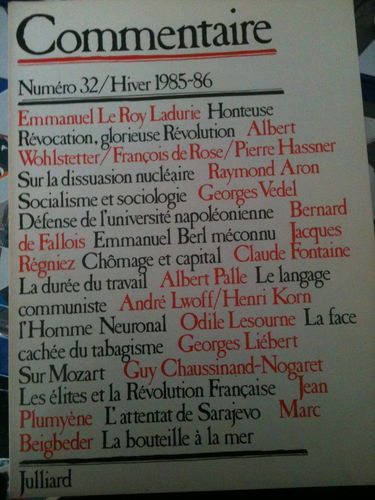 Commentaire
Numéro 32/Hiver 1985-86
Emmanuel Le Roy Ladurie Honteuse
Révocation, glorieuse Révolution Albert
Wohlstetter/François de Rose/Pierre Hassner
Sur la dissuasion nucléaire Raymond Aron
Socialisme et sociologie Georges Vedel
Défense de l'université napoléonienne Bernard
de Fallois Emmanuel Berl méconnu Jacques
Régniez Chômage et capital Claude Fontaine
La durée du travail Albert Palle Le langage
communiste André Lwoff/Henri Korn
l'Homme Neuronal Odile Lesourne La face
cachée du tabagisme Georges Liébert
Sur Mozart Guy Chaussinand-Nogaret
Les élites et la Révolution Française Jean
Plumyène L'attentat de Sarajevo Marc
Beigbeder La bouteille à la mer
Julliard